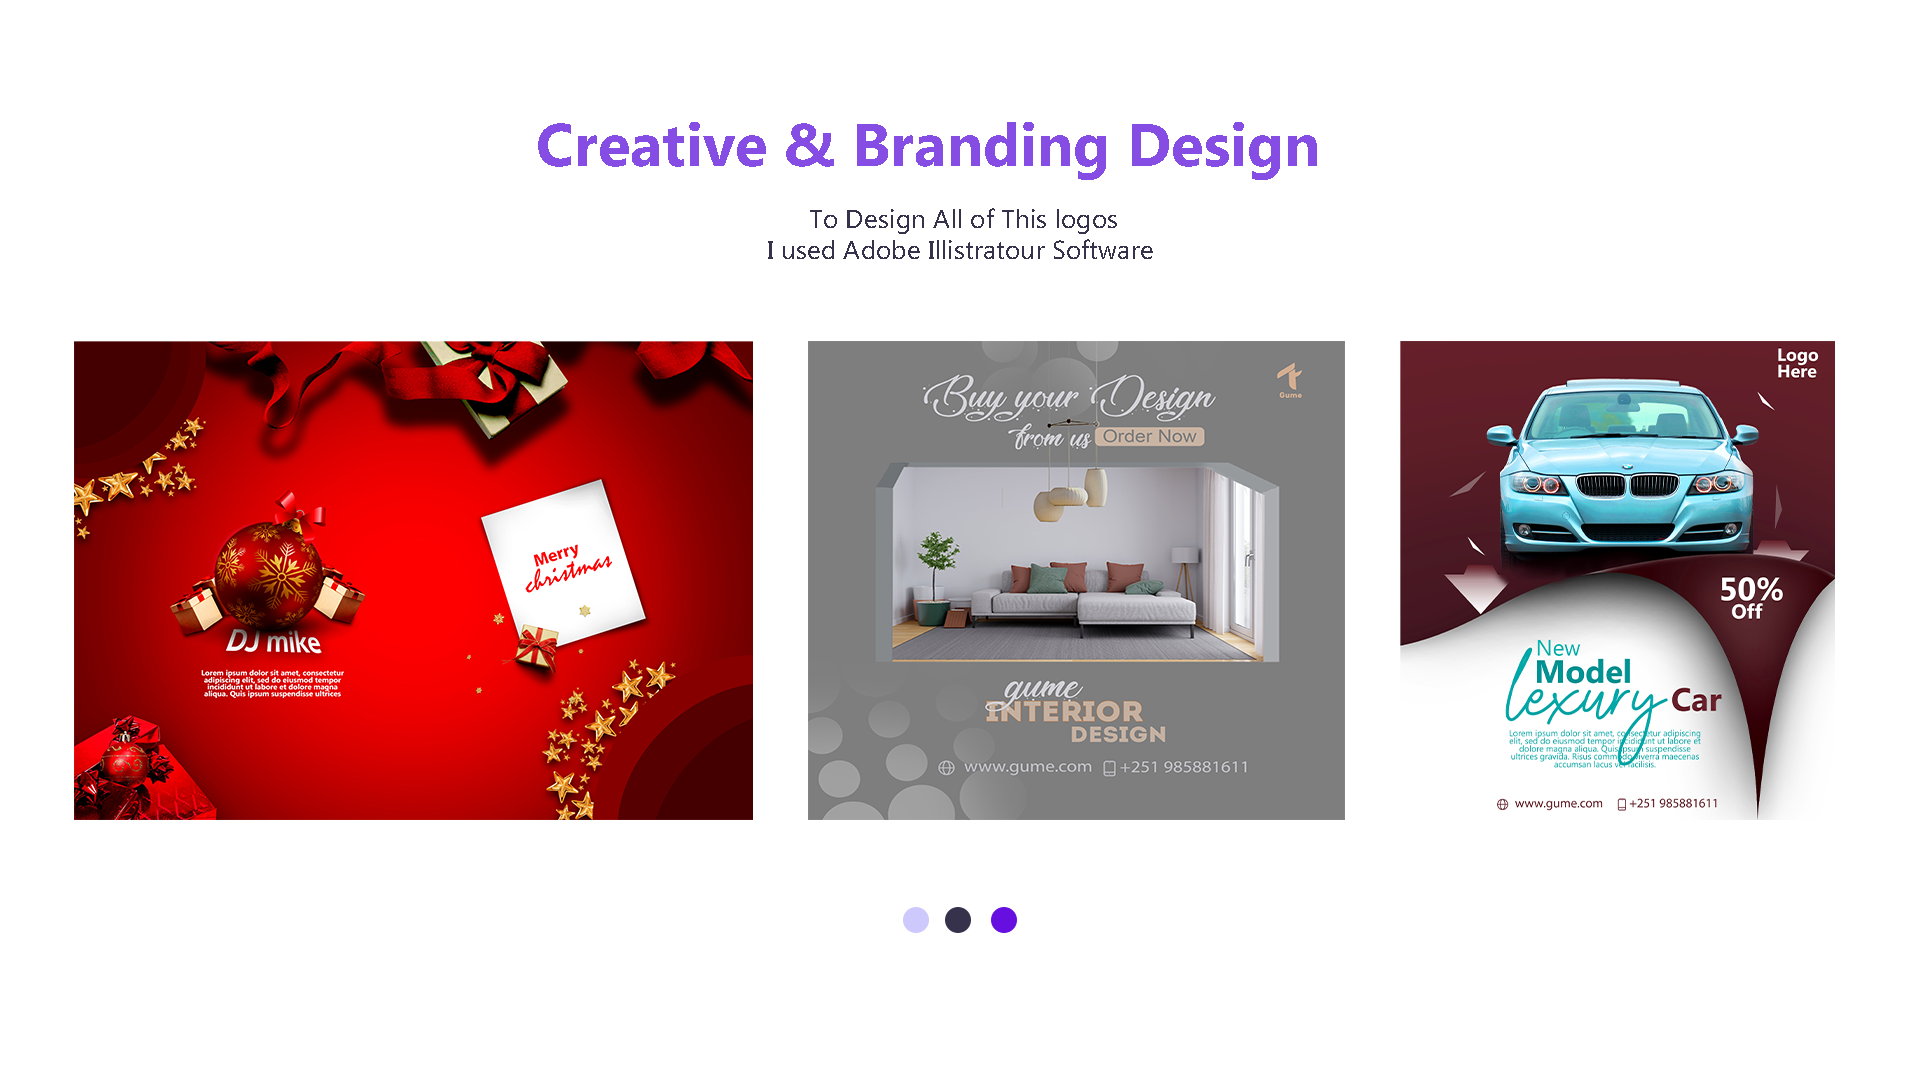 Creative & Branding Design
To Design All of This logos
I used Adobe Illistratour Software
Merry
christmas
DJ mike
Lorem ipsum dolor sit amet, consectetur
adipiscing elit, sed do eiusmod tempor
incididunt ut labore et dolore magna
aliqua. Quis ipsum suspendisse ultrices
Buy your Design
from us Order Now
Gume
gume
INTERIOR
DESIGN
www.gume.com +251 985881611
Logo
Here
50%
Off
New
Model
lexury Car
Lorem ipsum dolor sit amet, consectetur adipiscing
elit, sed do eiusmod tempor incididunt ut labore et
dolore magna aliqua. Quis ipsum suspendisse
ultrices gravida. Risus commodo viverra maecenas
accumsan lacus vel facilisis.
www.gume.com +251 985881611